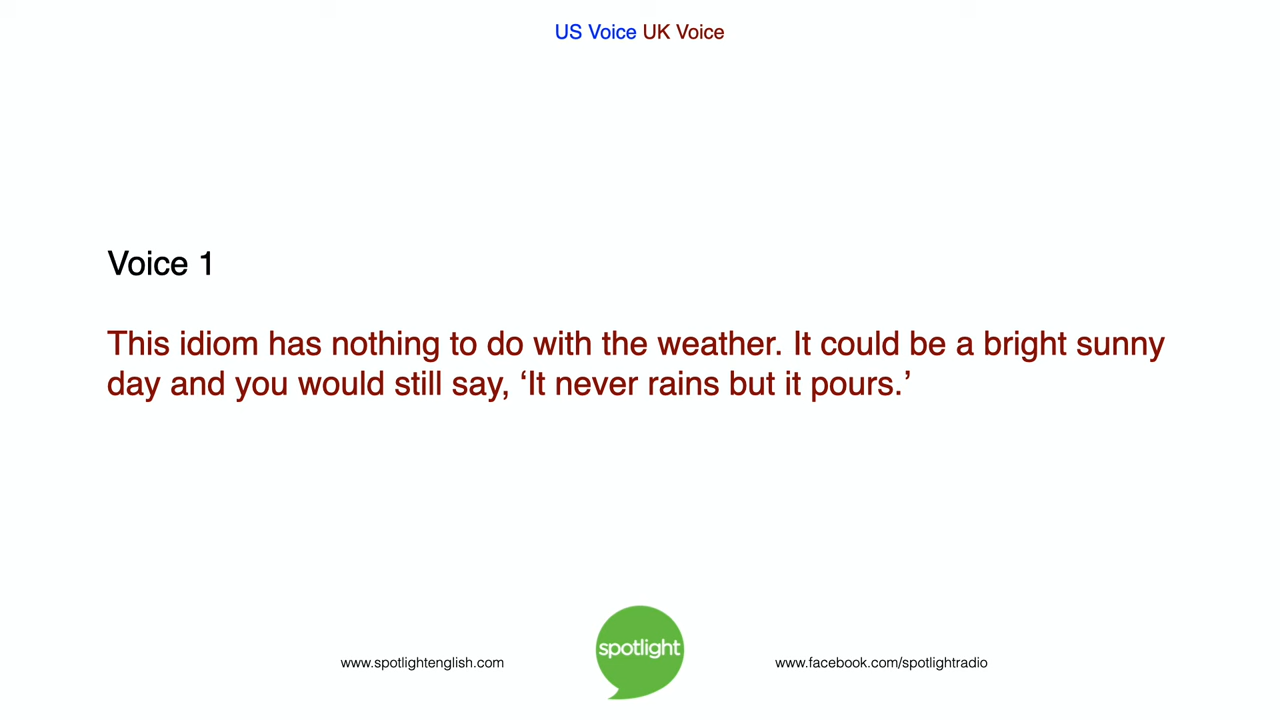 US Voice UK Voice
Voice 1
This idiom has nothing to do with the weather. It could be a bright sunny
day and you would still say, ‘It never rains but it pours.’
spotlight
www.spotlightenglish.com
www.facebook.com/spotlightradio